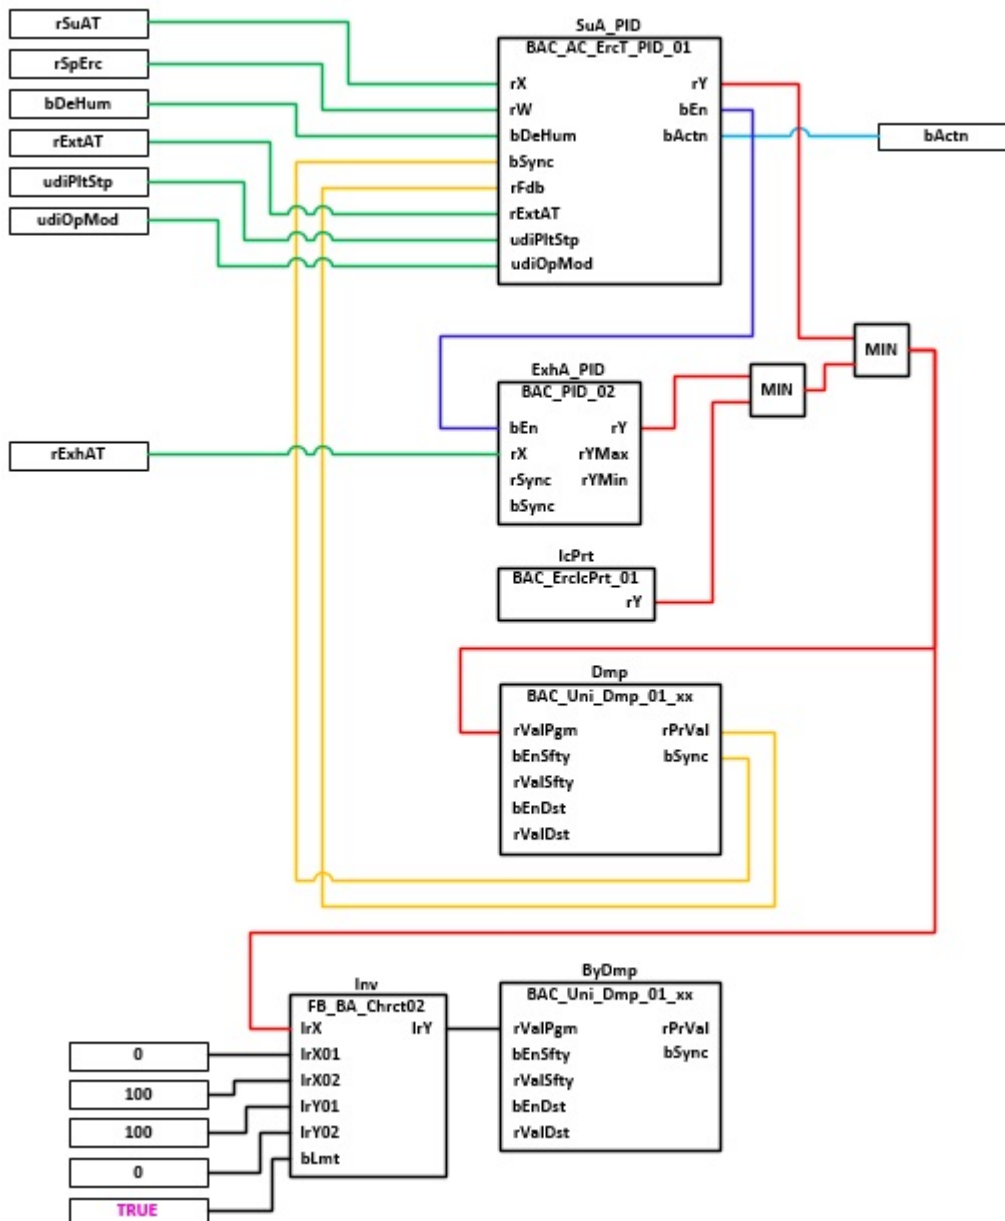 rSuAT
rSpErc
bDeHum
rExtAT
udiPltStp
udiOpMod
SuA_PID
BAC_AC_ErcT_PID_01
rX rY
rW bEn
bDeHum bActn
bSync
rFdb
rExtAT
udiPltStp
udiOpMod
bActn
MIN
MIN
ExhA_PID
BAC_PID_02
bEn rY
rX rYMax
rSync rYMin
bSync
rExhAT
IcPrt
BAC_ErcIcPrt_01
rY
Dmp
BAC_Uni_Dmp_01_xx
rValPgm rPrVal
bEnSfty bSync
rValSfty
bEnDst
rValDst
Inv
FB_BA_Chrct02
lrX lrY
lrX01
lrX02
lrY01
lrY02
bLmt
0
100
100
0
TRUE
ByDmp
BAC_Uni_Dmp_01_xx
rValPgm rPrVal
bEnSfty bSync
rValSfty
bEnDst
rValDst